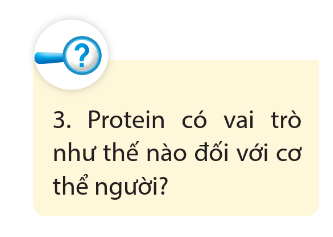 ?
3. Protein có vai trò
như thế nào đối với cơ
thể người?